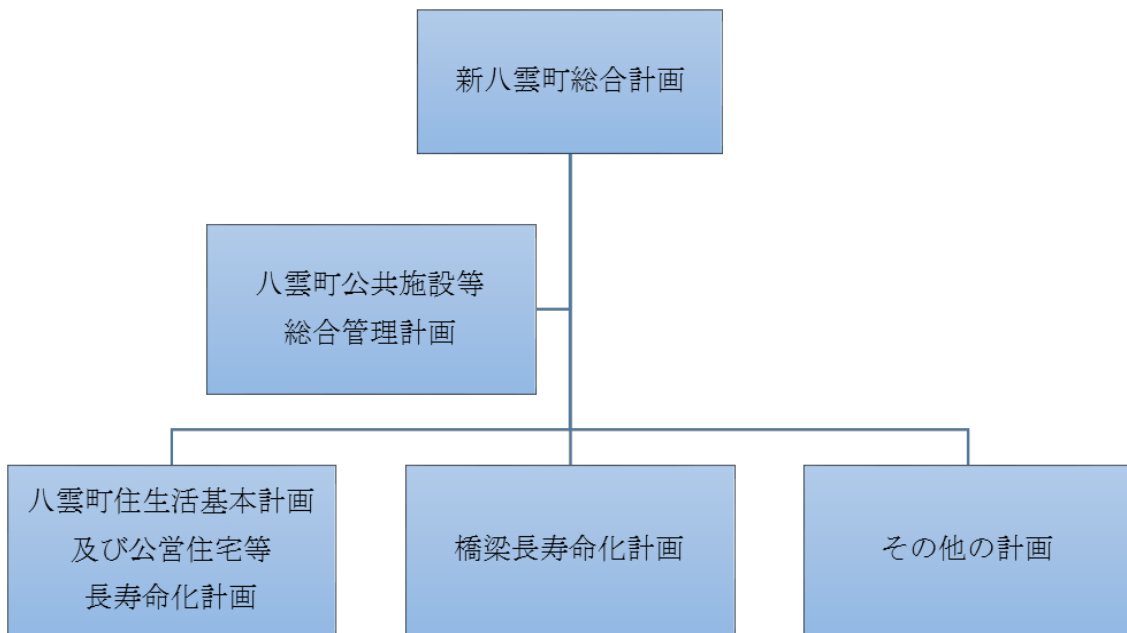 新八雲町総合計画
八雲町公共施設等
総合管理計画
八雲町住生活基本計画
及び公営住宅等
長寿命化計画
橋梁長寿命化計画
その他の計画